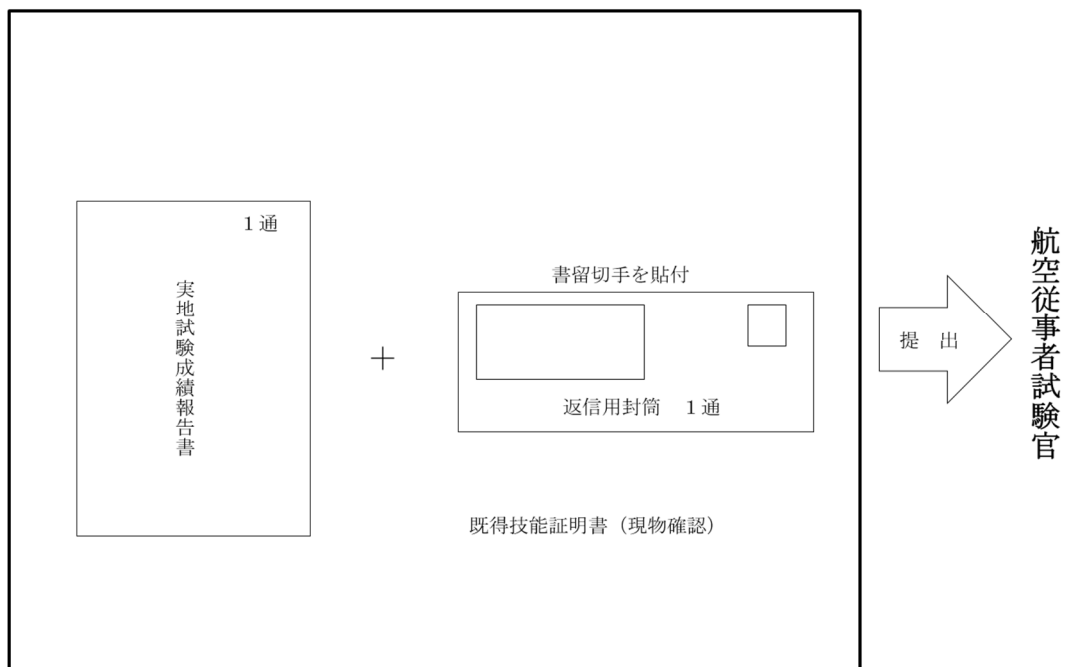 １通
実地試験成績報告書
＋
書留切手を貼付
返信用封筒　１通
既得技能証明書（現物確認）
提　出
航空従事者試験官